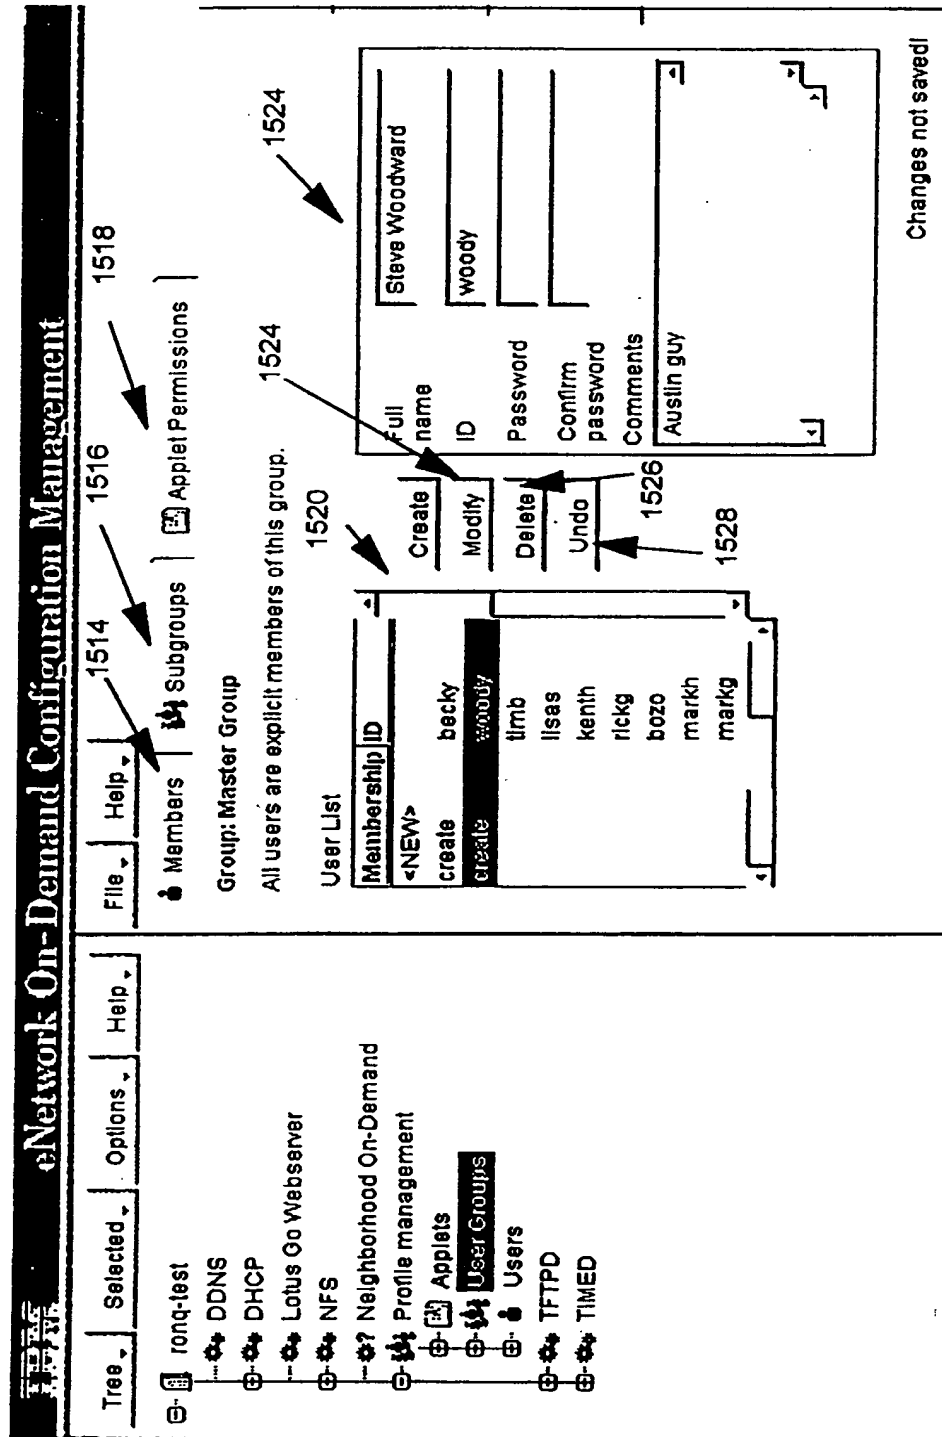 IBM eNetwork On-Demand Configuration Management
Tree Selected Options Help
ronq-test
DDNS
DHCP
Lotus Go Webserver
NFS
? Neighborhood On-Demand
Profile management
Applets
User Groups
Users
TFTPD
TIMED
File Help
1514
1516
1518
Members Subgroups Applet Permissions
Group: Master Group
All users are explicit members of this group.
User List
1520
Membership ID
<NEW>
create becky
create woody
timb
lisas
kenth
rickg
bozo
markh
markg
1524
Create
Modify
Delete
Undo
1526
1528
1524
Full name
Steve Woodward
ID
woody
Password
Confirm password
Comments
Austin guy
Changes not saved!